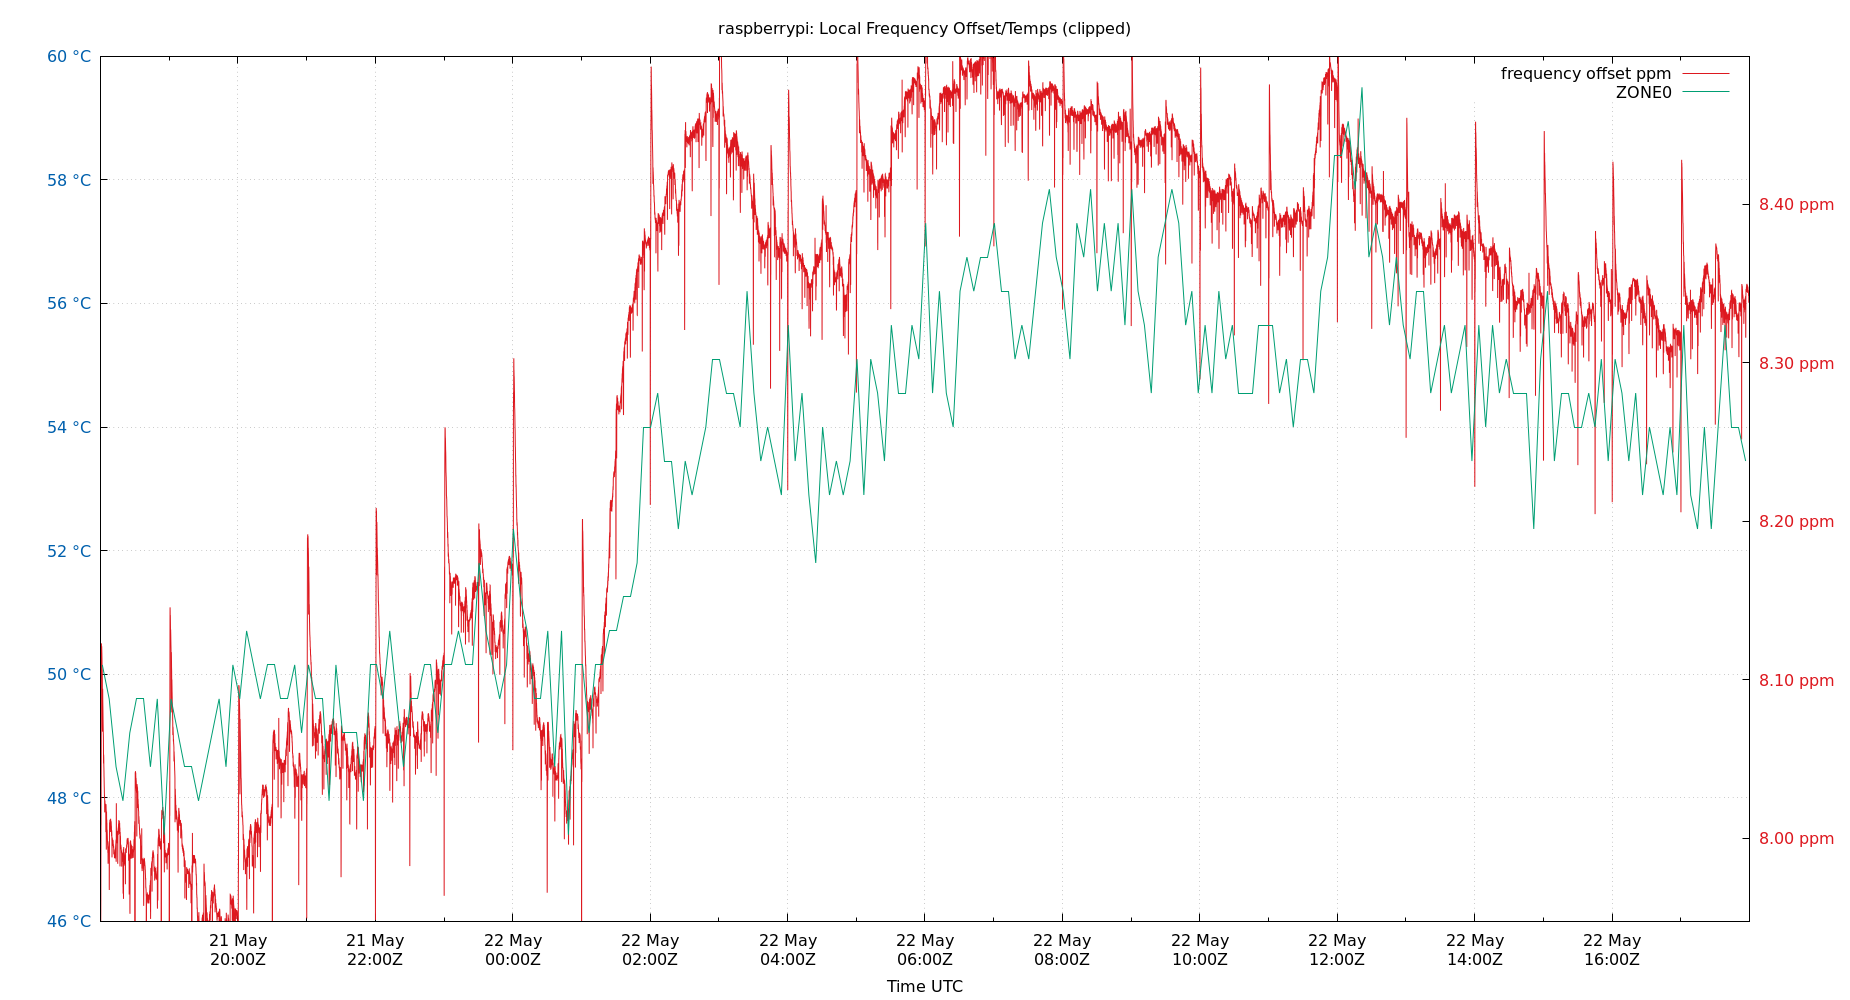 raspberrypi: Local Frequency Offset/Temps (clipped)
frequency offset ppm
ZONE0
60 °C
58 °C
56 °C
54 °C
52 °C
50 °C
48 °C
46 °C
8.40 ppm
8.30 ppm
8.20 ppm
8.10 ppm
8.00 ppm
21 May 21 May 22 May 22 May 22 May 22 May 22 May 22 May 22 May 22 May 22 May
20:00Z 22:00Z 00:00Z 02:00Z 04:00Z 06:00Z 08:00Z 10:00Z 12:00Z 14:00Z 16:00Z
Time UTC